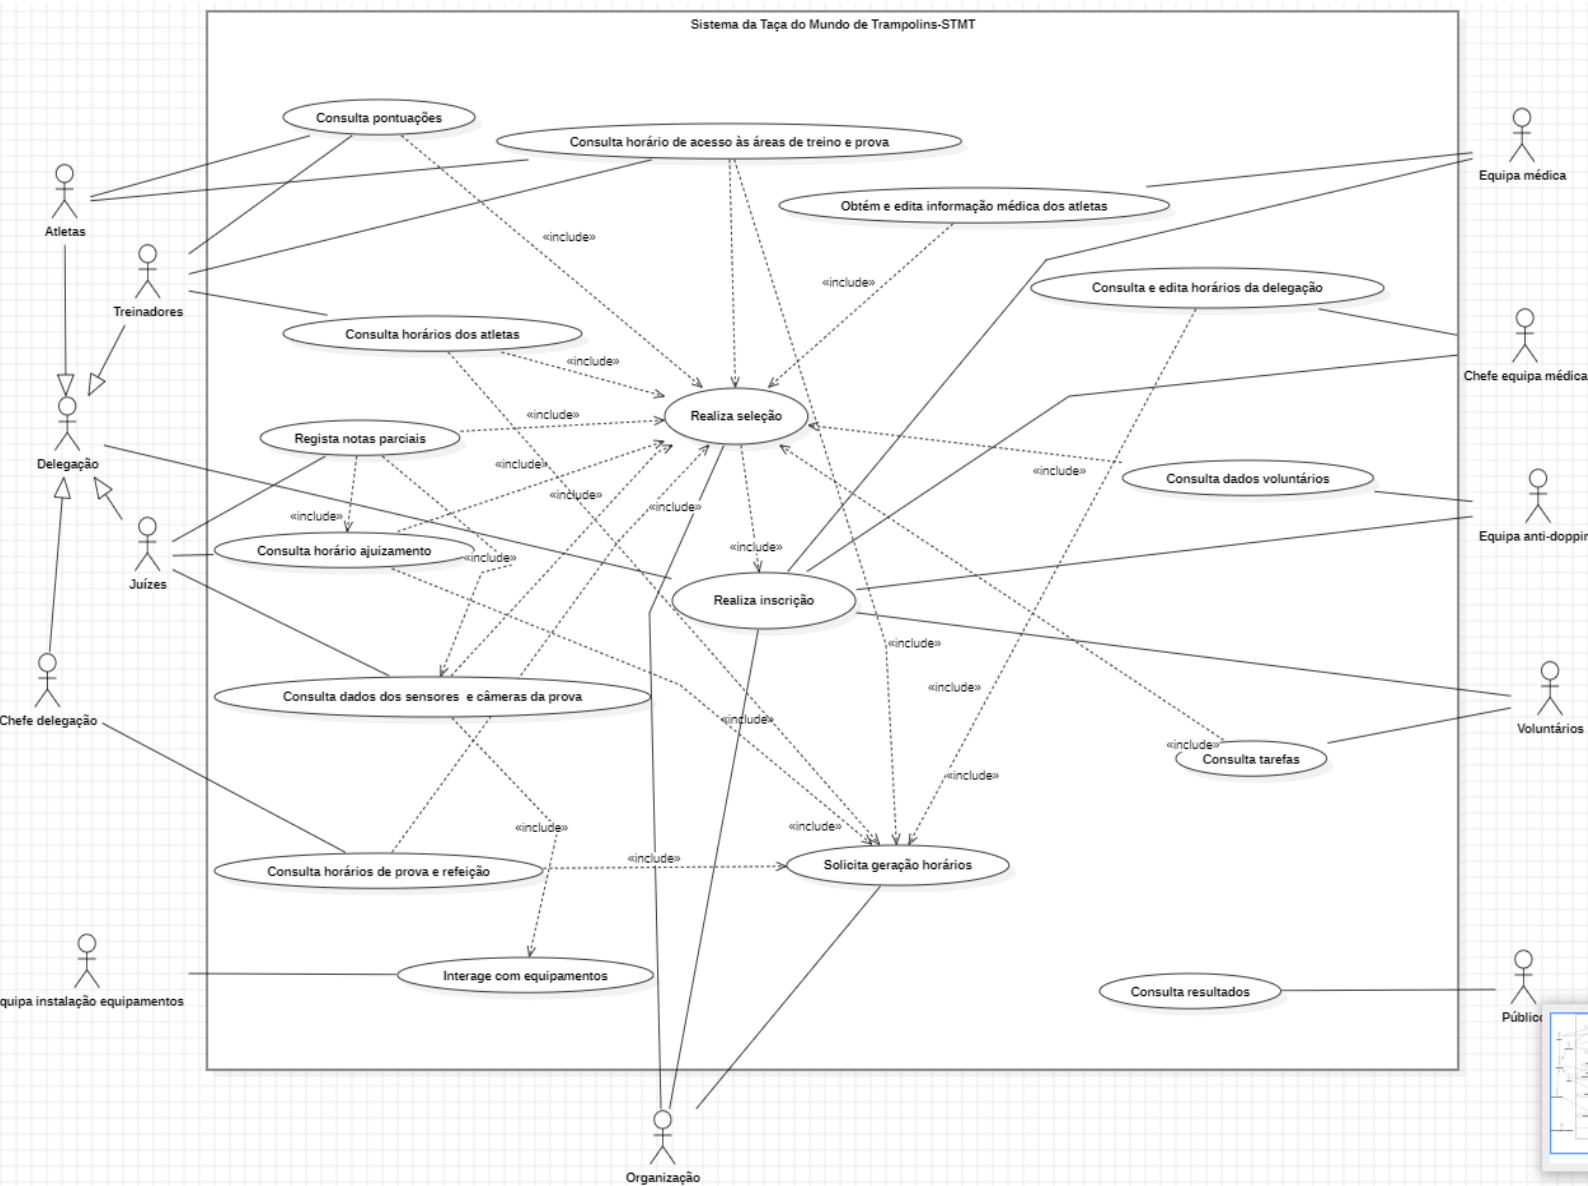 Sistema da Taça do Mundo de Trampolins-STMT
Consulta pontuações
Consulta horário de acesso às áreas de treino e prova
Equipa médica
Obtém e edita informação médica dos atletas
Atletas
«include»
«include»
Consulta e edita horários da delegação
Treinadores
Consulta horários dos atletas
«include»
Chefe equipa médica
«include»
Realiza seleção
Regista notas parciais
Delegação
«include»
«include»
Consulta dados voluntários
«include»
«include»
«include»
Equipa anti-doppin
Consulta horário ajuizamento
«include»
«include»
Juízes
Realiza inscrição
«include»
«include»
Consulta dados dos sensores e câmeras da prova
Chefe delegação
«include»
Voluntários
«include»
Consulta tarefas
«include»
«include»
«include»
«include»
Solicita geração horários
Consulta horários de prova e refeição
Interage com equipamentos
Consulta resultados
quipa instalação equipamentos
Público
Organização